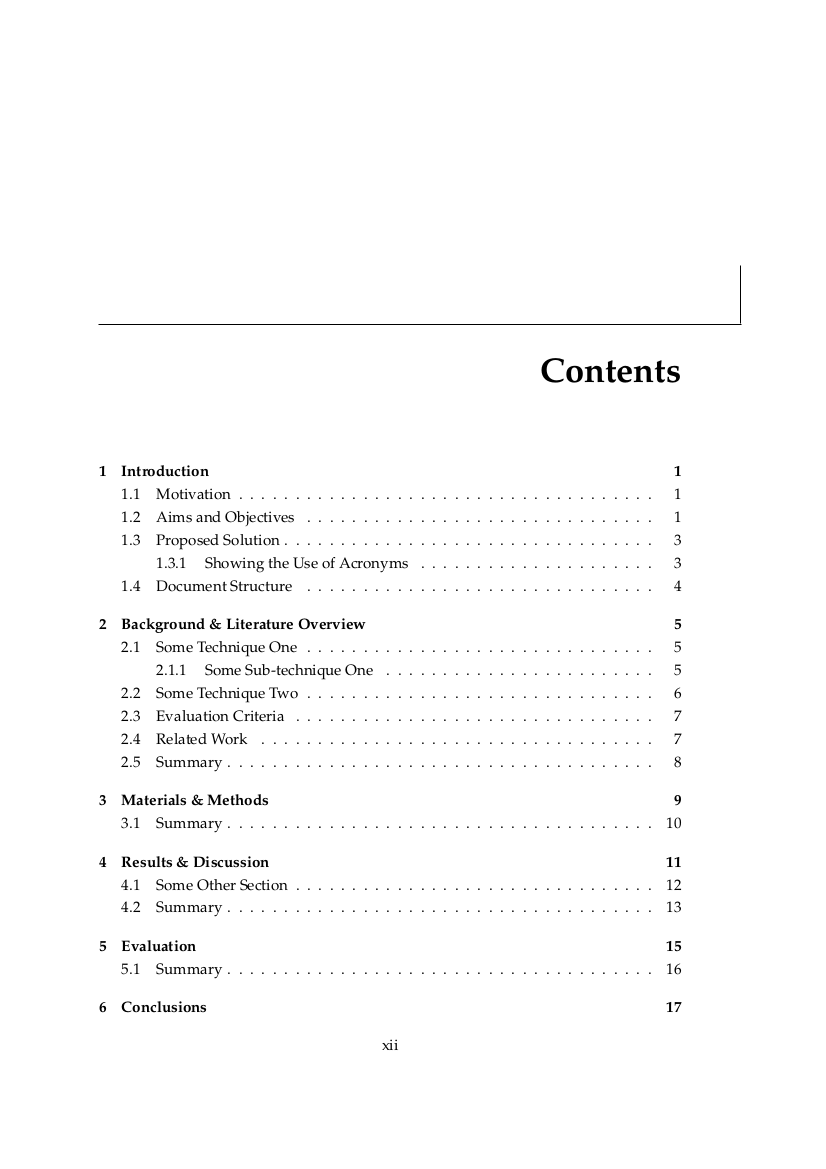 Contents
1 Introduction 1
1.1 Motivation . . . . . . . . . . . . . . . . . . . . . . . . . . . . . . . . . . . . . 1
1.2 Aims and Objectives . . . . . . . . . . . . . . . . . . . . . . . . . . . . . . . 1
1.3 Proposed Solution . . . . . . . . . . . . . . . . . . . . . . . . . . . . . . . . . 3
1.3.1 Showing the Use of Acronyms . . . . . . . . . . . . . . . . . . . . . 3
1.4 Document Structure . . . . . . . . . . . . . . . . . . . . . . . . . . . . . . . 4
2 Background & Literature Overview 5
2.1 Some Technique One . . . . . . . . . . . . . . . . . . . . . . . . . . . . . . . 5
2.1.1 Some Sub-technique One . . . . . . . . . . . . . . . . . . . . . . . . 5
2.2 Some Technique Two . . . . . . . . . . . . . . . . . . . . . . . . . . . . . . . 6
2.3 Evaluation Criteria . . . . . . . . . . . . . . . . . . . . . . . . . . . . . . . . 7
2.4 Related Work . . . . . . . . . . . . . . . . . . . . . . . . . . . . . . . . . . . 7
2.5 Summary . . . . . . . . . . . . . . . . . . . . . . . . . . . . . . . . . . . . . . 8
3 Materials & Methods 9
3.1 Summary . . . . . . . . . . . . . . . . . . . . . . . . . . . . . . . . . . . . . . 10
4 Results & Discussion 11
4.1 Some Other Section . . . . . . . . . . . . . . . . . . . . . . . . . . . . . . . . 12
4.2 Summary . . . . . . . . . . . . . . . . . . . . . . . . . . . . . . . . . . . . . . 13
5 Evaluation 15
5.1 Summary . . . . . . . . . . . . . . . . . . . . . . . . . . . . . . . . . . . . . . 16
6 Conclusions 17
xii